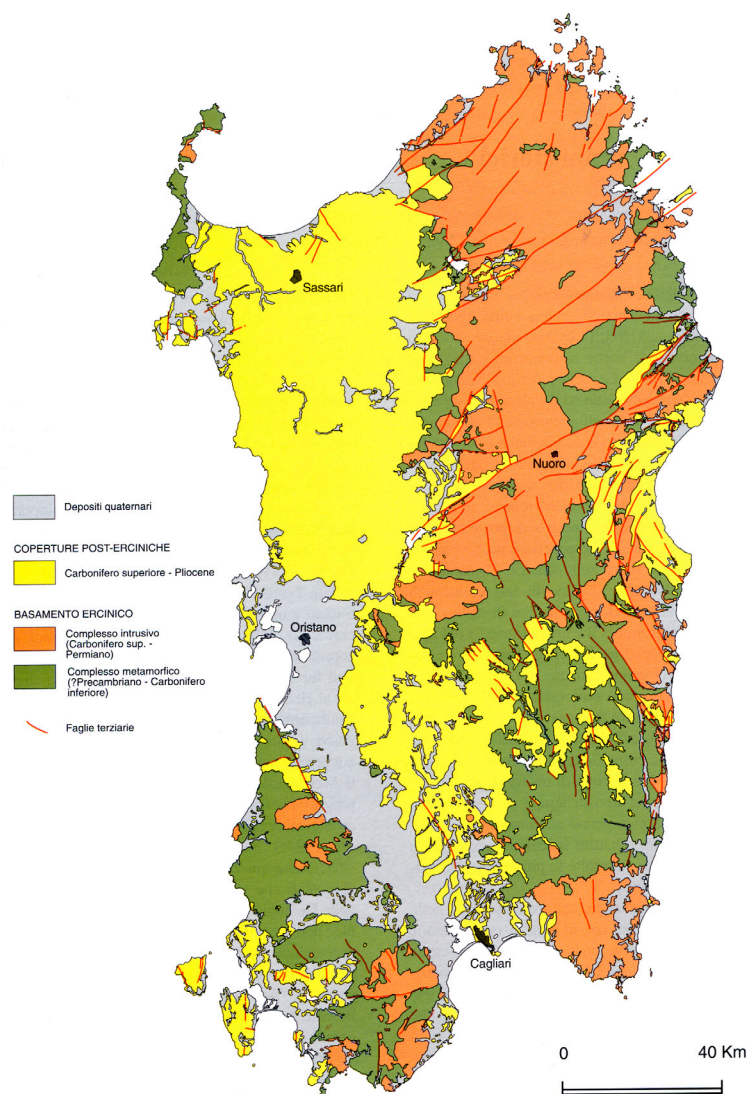 Sassari
Nuoro
Depositi quaternari
COPERTURE POST-ERCINICHE
Carbonifero superiore - Pliocene
BASAMENTO ERCINICO
Complesso intrusivo
(Carbonifero sup. -
Permiano)
Complesso metamorfico
(?Precambriano - Carbonifero
inferiore)
Faglie terziarie
Oristano
Cagliari
0 40 Km